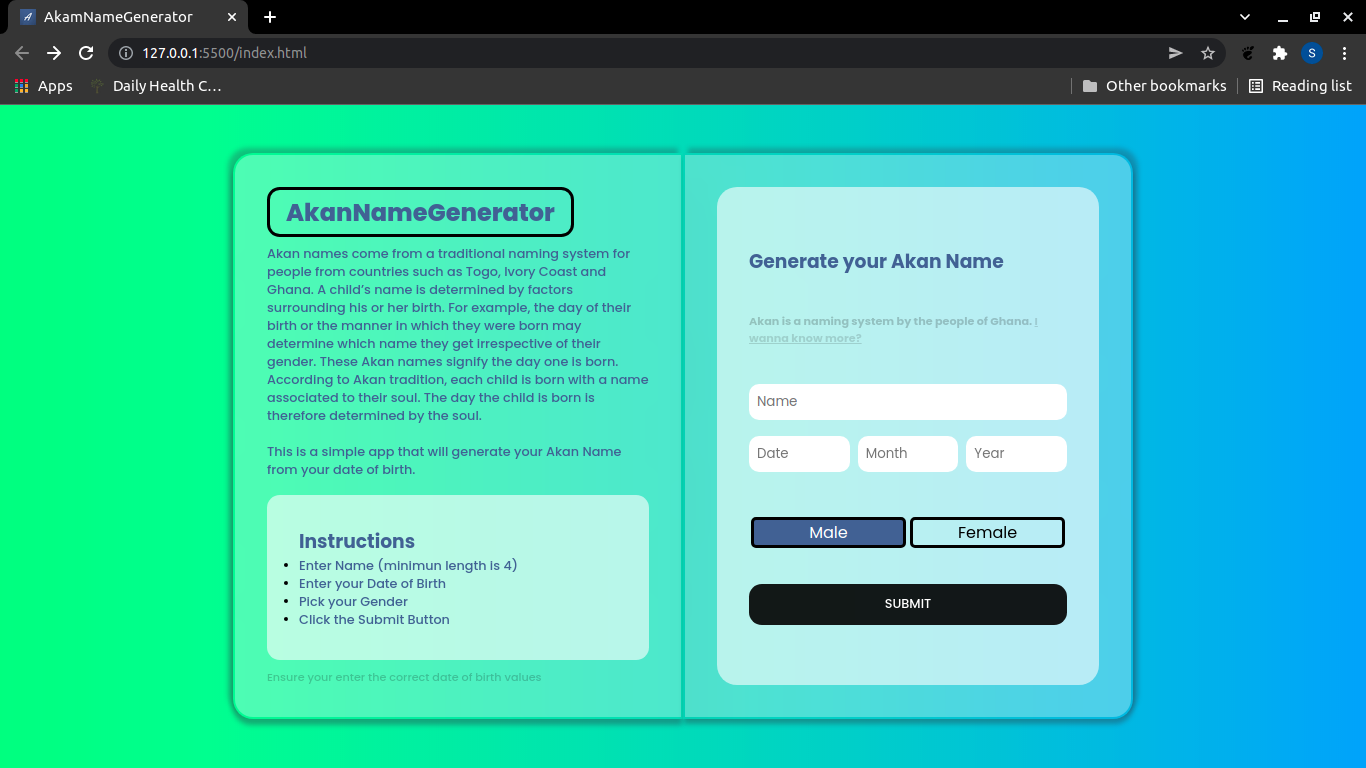 AkamNameGenerator
127.0.0.1:5500/index.html
S
Apps
Daily Health C...
Other bookmarks
Reading list
AkanNameGenerator
Akan names come from a traditional naming system for
people from countries such as Togo, Ivory Coast and
Ghana. A child's name is determined by factors
surrounding his or her birth. For example, the day of their
birth or the manner in which they were born may
determine which name they get irrespective of their
gender. These Akan names signify the day one is born.
According to Akan tradition, each child is born with a name
associated to their soul. The day the child is born is
therefore determined by the soul.
This is a simple app that will generate your Akan Name
from your date of birth.
Instructions
• Enter Name (minimun length is 4)
• Enter your Date of Birth
• Pick your Gender
• Click the Submit Button
Ensure your enter the correct date of birth values
Generate your Akan Name
Akan is a naming system by the people of Ghana. I
wanna know more?
Name
Date Month Year
Male Female
SUBMIT